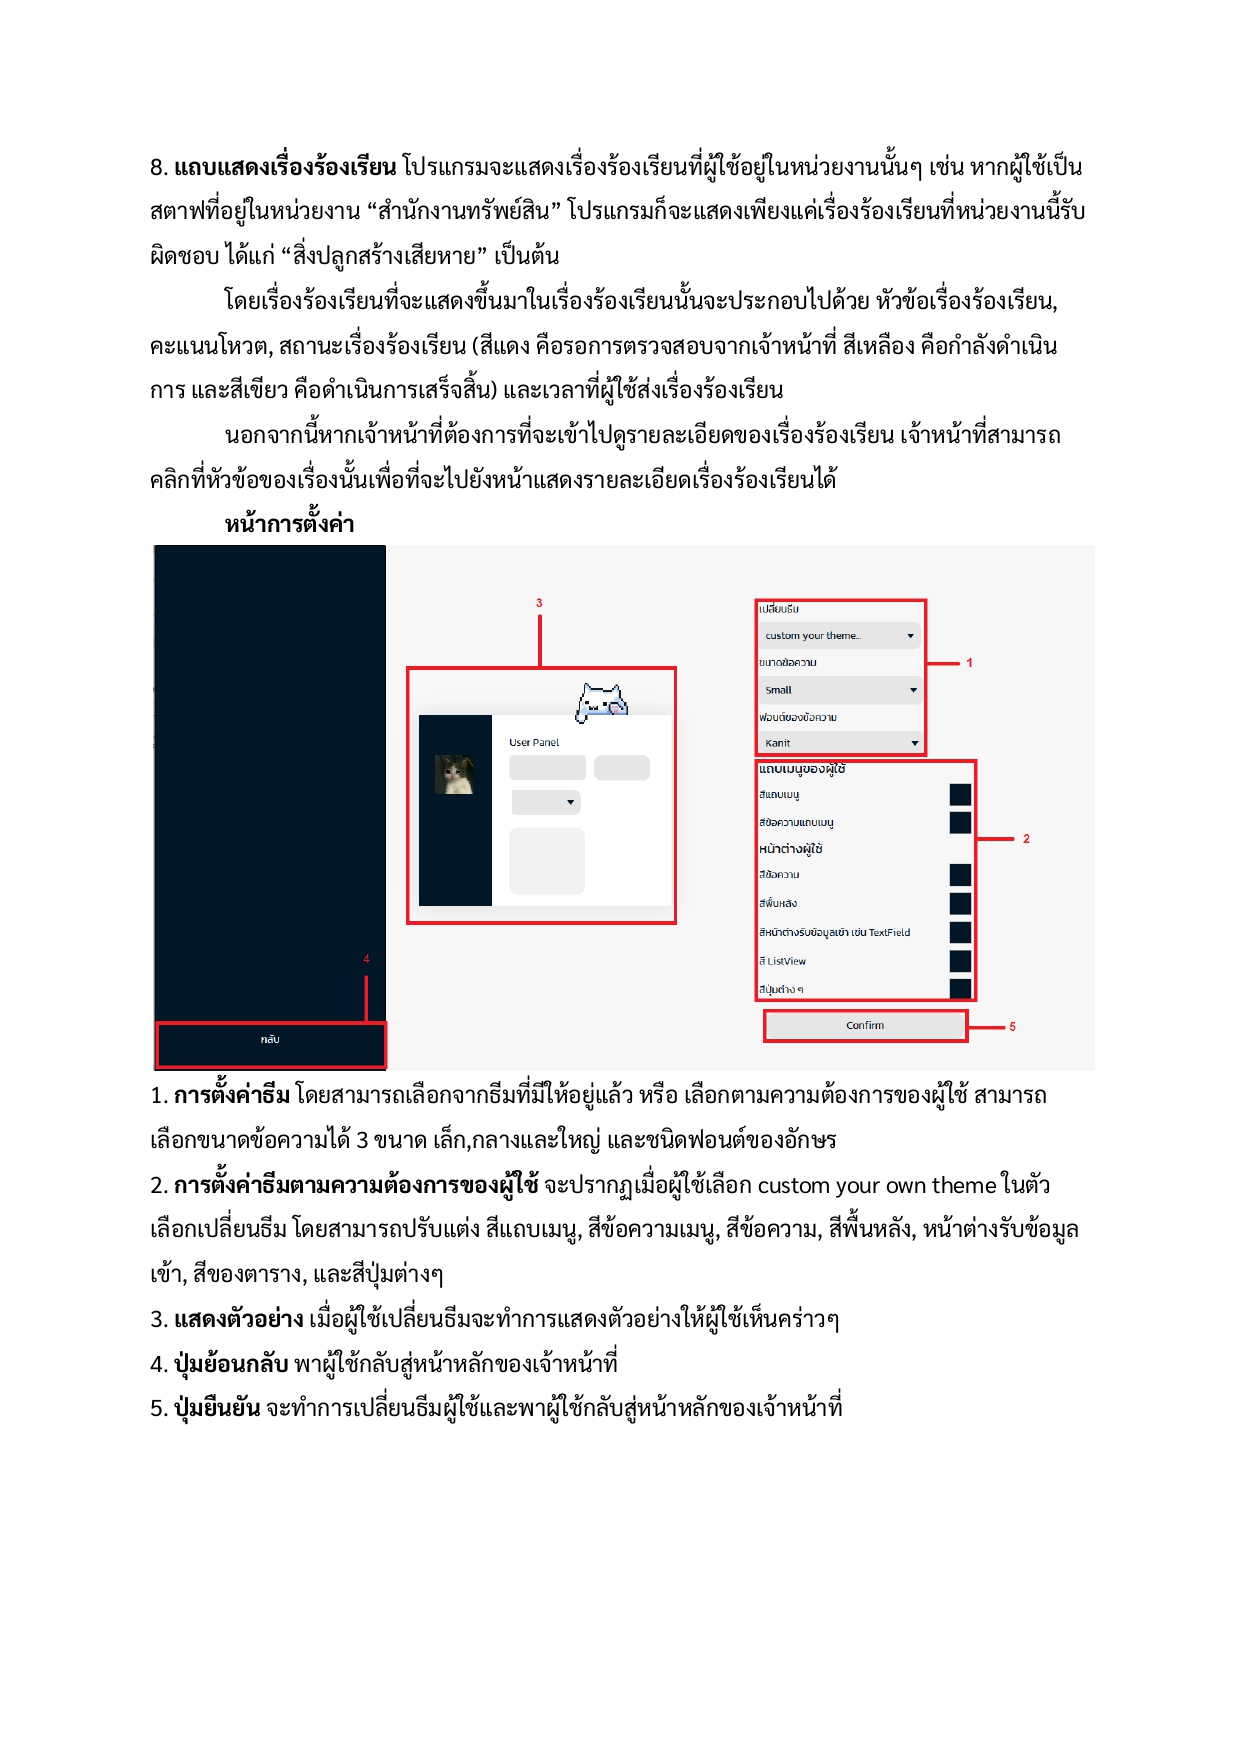 8. แถบแสดงเรื่องร้องเรียน โปรแกรมจะแสดงเรื่องร้องเรียนที่ผู้ใช้อยู่ในหน่วยงานนั้นๆ เช่น หากผู้ใช้เป็น
สตาฟที่อยู่ในหน่วยงาน “สำนักงานทรัพย์สิน” โปรแกรมก็จะแสดงเพียงแค่เรื่องร้องเรียนที่หน่วยงานนี้รับ
ผิดชอบ ได้แก่ “สิ่งปลูกสร้างเสียหาย” เป็นต้น
โดยเรื่องร้องเรียนที่จะแสดงขึ้นมาในเรื่องร้องเรียนนั้นจะประกอบไปด้วย หัวข้อเรื่องร้องเรียน,
คะแนนโหวต, สถานะเรื่องร้องเรียน (สีแดง คือรอการตรวจสอบจากเจ้าหน้าที่ สีเหลือง คือกำลังดำเนิน
การ และสีเขียว คือดำเนินการเสร็จสิ้น) และเวลาที่ผู้ใช้ส่งเรื่องร้องเรียน
นอกจากนี้หากเจ้าหน้าที่ต้องการที่จะเข้าไปดูรายละเอียดของเรื่องร้องเรียน เจ้าหน้าที่สามารถ
คลิกที่หัวข้อของเรื่องนั้นเพื่อที่จะไปยังหน้าแสดงรายละเอียดเรื่องร้องเรียนได้
หน้าการตั้งค่า
3
User Panel
4
กลับ
เปลี่ยนธีม
custom your theme...
ขนาดข้อความ
1
Small
ฟอนต์ของข้อความ
Kanit
แถบเมนูของผู้ใช้
สีแถบเมนู
สีข้อความแถบเมนู
2
หน้าต่างผู้ใช้
สีข้อความ
สีพื้นหลัง
สีหน้าต่างรับข้อมูลเข้า เช่น TextField
สี ListView
สีปุ่มต่าง ๆ
Confirm
5
1. การตั้งค่าธีม โดยสามารถเลือกจากธีมที่มีให้อยู่แล้ว หรือ เลือกตามความต้องการของผู้ใช้ สามารถ
เลือกขนาดข้อความได้ 3 ขนาด เล็ก,กลางและใหญ่ และชนิดฟอนต์ของอักษร
2. การตั้งค่าธีมตามความต้องการของผู้ใช้ จะปรากฏเมื่อผู้ใช้เลือก custom your own theme ในตัว
เลือกเปลี่ยนธีม โดยสามารถปรับแต่ง สีแถบเมนู, สีข้อความเมนู, สีข้อความ, สีพื้นหลัง, หน้าต่างรับข้อมูล
เข้า, สีของตาราง, และสีปุ่มต่างๆ
3. แสดงตัวอย่าง เมื่อผู้ใช้เปลี่ยนธีมจะทำการแสดงตัวอย่างให้ผู้ใช้เห็นคร่าวๆ
4. ปุ่มย้อนกลับ พาผู้ใช้กลับสู่หน้าหลักของเจ้าหน้าที่
5. ปุ่มยืนยัน จะทำการเปลี่ยนธีมผู้ใช้และพาผู้ใช้กลับสู่หน้าหลักของเจ้าหน้าที่